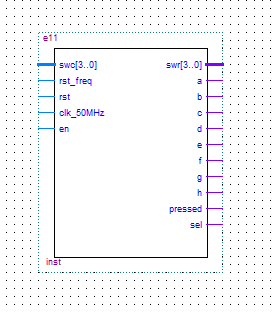 e11
swc[3..0] swr[3..0]
rst_freq a
rst b
clk_50MHz c
en d
e
f
g
h
pressed
sel
inst